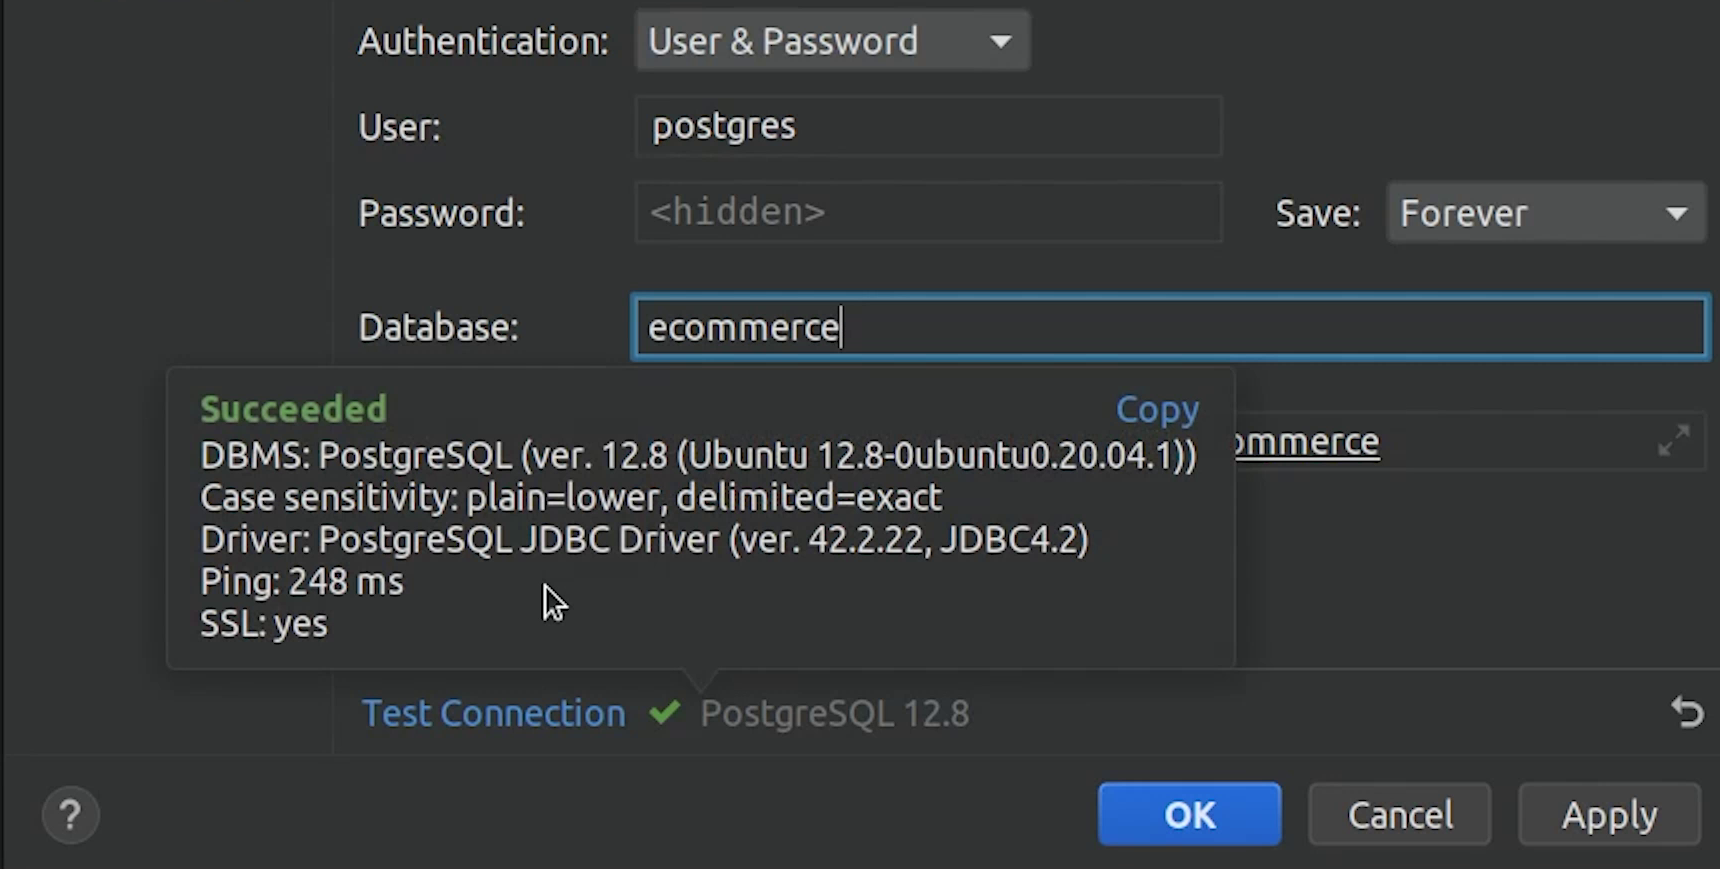 Authentication: User & Password
User: postgres
Password: <hidden> Save: Forever
Database: ecommerce
Succeeded Copy
DBMS: PostgreSQL (ver. 12.8 (Ubuntu 12.8-0ubuntu0.20.04.1))
ommerce
Case sensitivity: plain=lower, delimited=exact
Driver: PostgreSQL JDBC Driver (ver. 42.2.22, JDBC4.2)
Ping: 248 ms
SSL: yes
Test Connection PostgreSQL 12.8
? OK Cancel Apply